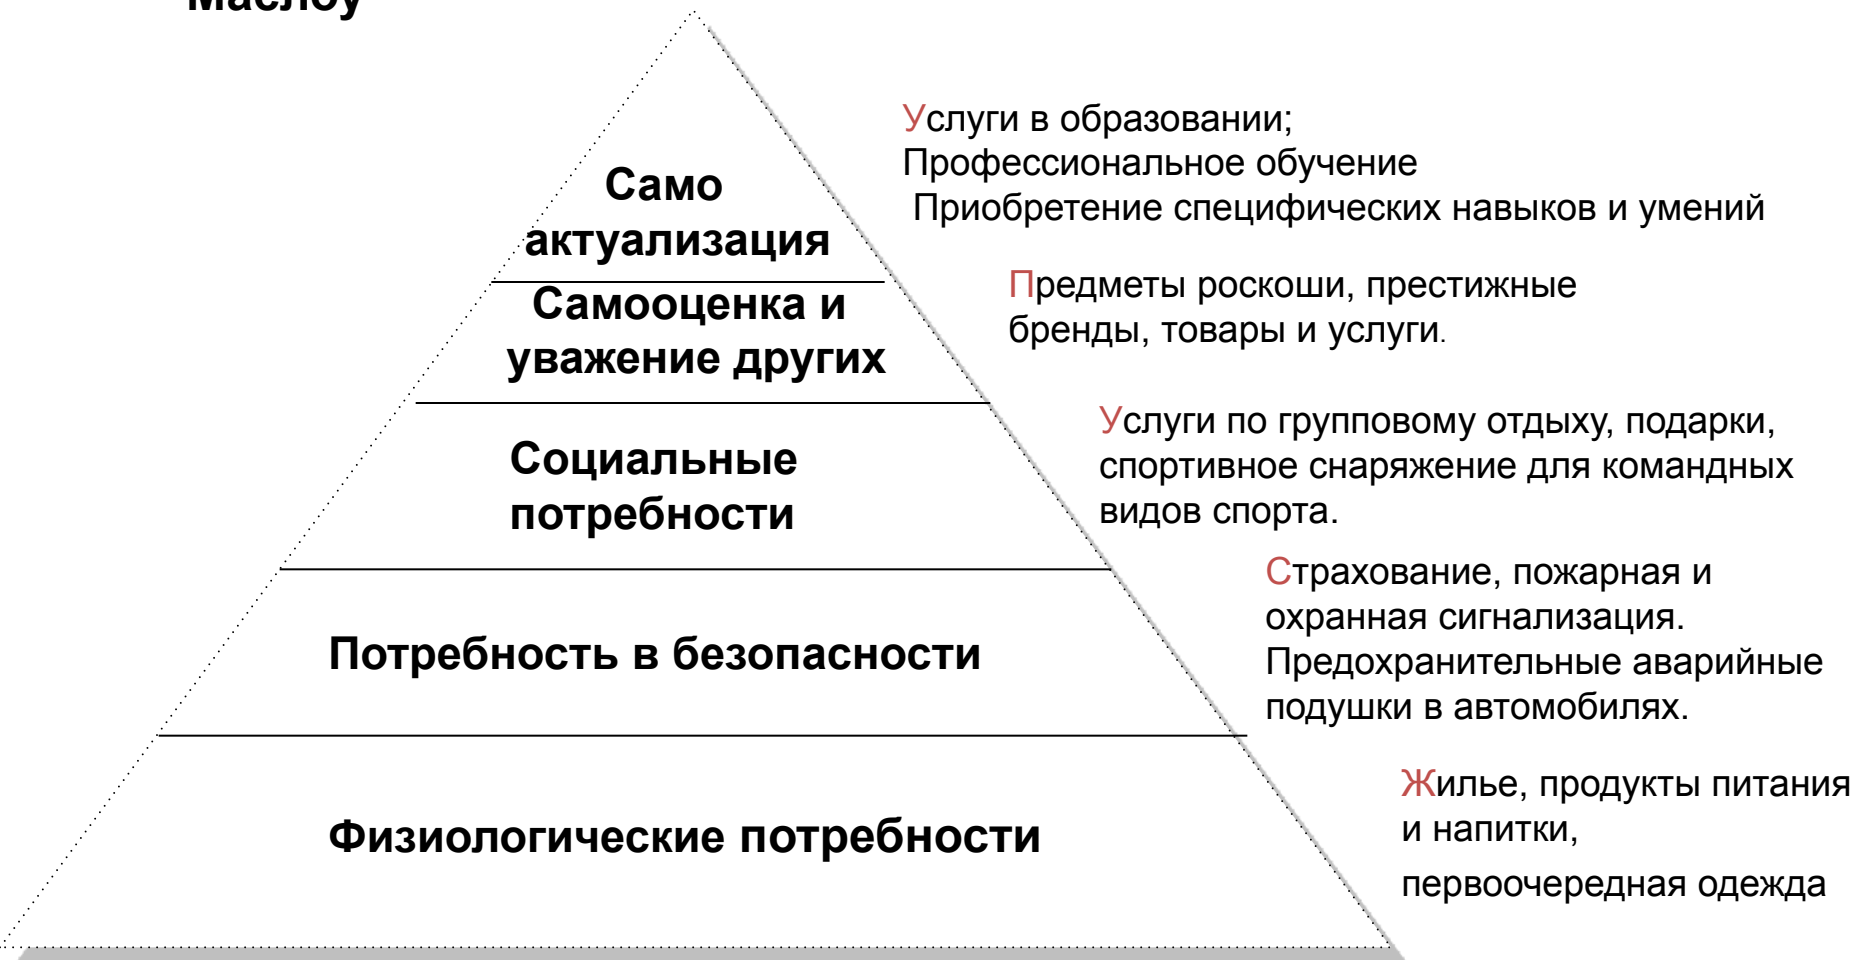 Маслоу
Само
актуализация
Услуги в образовании;
Профессиональное обучение
Приобретение специфических навыков и умений
Самооценка и
уважение других
Предметы роскоши, престижные
бренды, товары и услуги.
Социальные
потребности
Услуги по групповому отдыху, подарки,
спортивное снаряжение для командных
видов спорта.
Потребность в безопасности
Страхование, пожарная и
охранная сигнализация.
Предохранительные аварийные
подушки в автомобилях.
Физиологические потребности
Жилье, продукты питания
и напитки,
первоочередная одежда